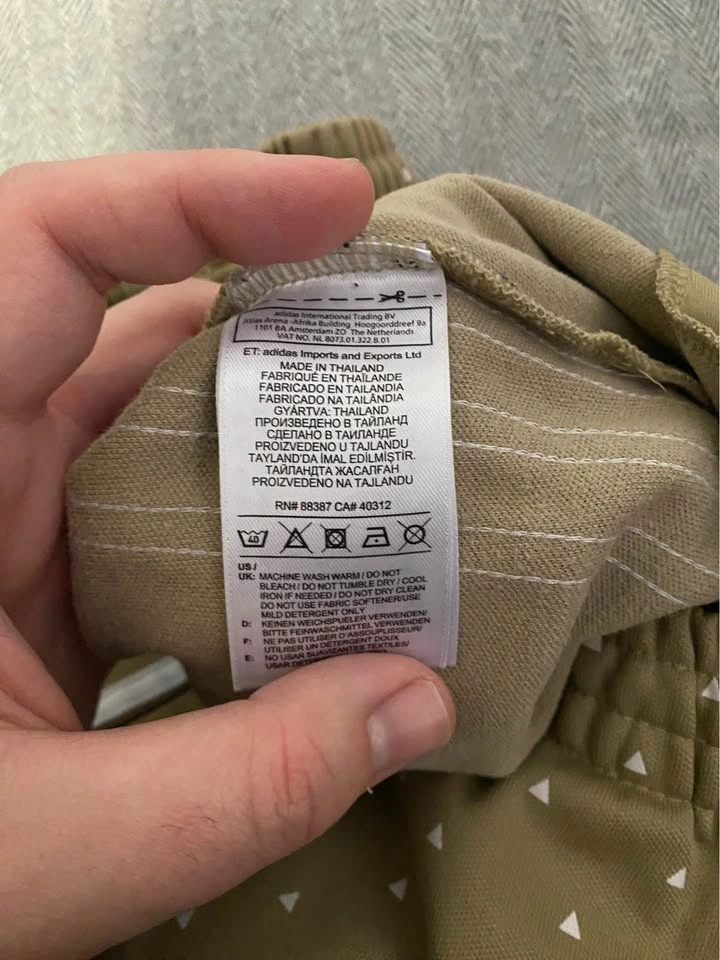 adidas International Trading BV
Atlas Arena -Afrika Building Hoogoorddreef 9a
1101 BA Amsterdam ZO The Netherlands
VAT NO. NL 8073.01.322.B.01
ET: adidas Imports and Exports Ltd
MADE IN THAILAND
FABRIQUÉ EN THAÏLANDE
FABRICADO EN TAILANDIA
FABRICADO NA TAILÂNDIA
GYÁRTVA: THAILAND
ПРОИЗВЕДЕНО В ТАЙЛАНД
СДЕЛАНО В ТАИЛАНДЕ
PROIZVEDENO U TAJLANDU
TAYLAND'DA İMAL EDİLMİŞTİR.
ТАЙЛАНДТА ЖАСАЛҒАН
PROIZVEDENO NA TAJLANDU
RN# 88387 CA# 40312
40
US /
UK: MACHINE WASH WARM / DO NOT
BLEACH / DO NOT TUMBLE DRY / COOL
IRON IF NEEDED / DO NOT DRY CLEAN
DO NOT USE FABRIC SOFTENER/USE
MILD DETERGENT ONLY
D: KEINEN WEICHSPUELER VERWENDEN/
BITTE FEINWASCHMITTEL VERWENDEN
F: NE PAS UTILISER D'ASSOUPLISSEUR/
UTILISER UN DETERGENT DOUX
E: NO USAR SUAVIZANTES TEXTILES/
USAR